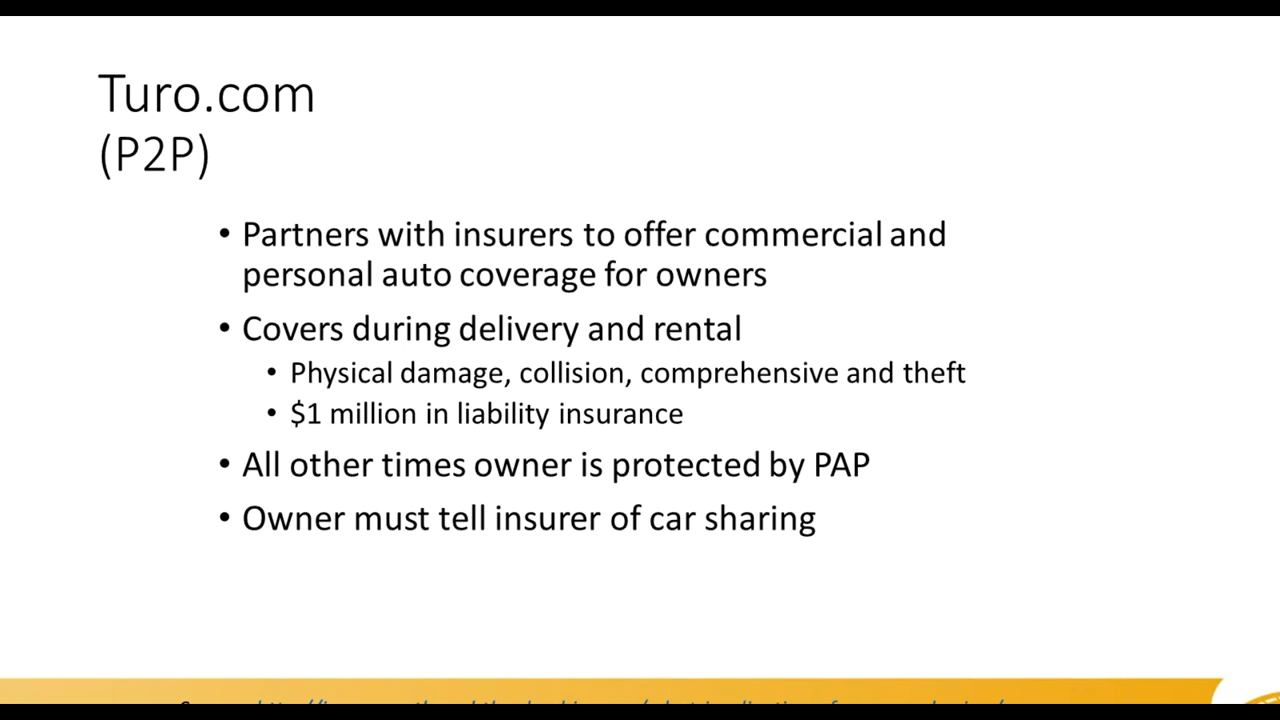 Turo.com
(P2P)
• Partners with insurers to offer commercial and
personal auto coverage for owners
• Covers during delivery and rental
• Physical damage, collision, comprehensive and theft
• $1 million in liability insurance
• All other times owner is protected by PAP
• Owner must tell insurer of car sharing